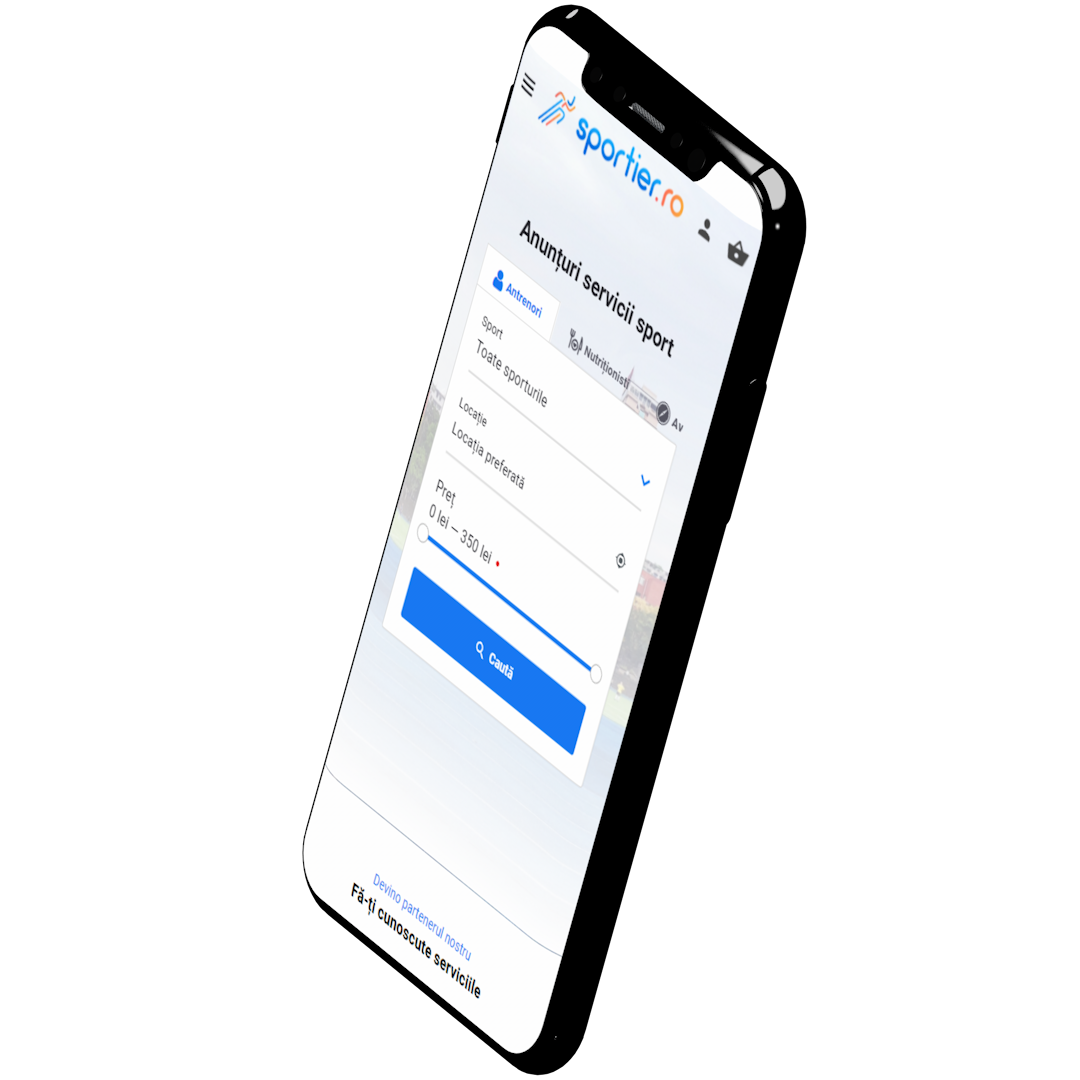 sportier.ro
Anunțuri servicii sport
Antrenori
Nutriționisti
Av
Sport
Toate sporturile
Locație
Locația preferată
Preț
0 lei – 350 lei
Caută
Devino partenerul nostru
Fă-ți cunoscute serviciile